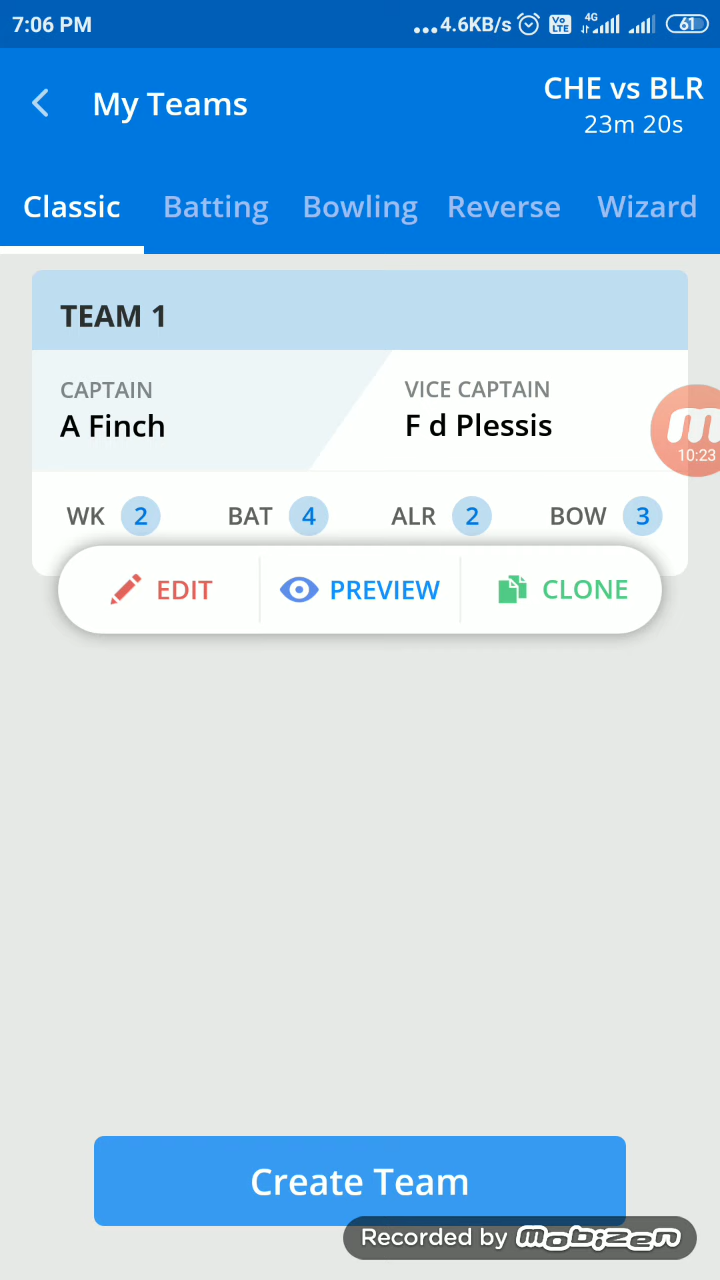 7:06 PM
...4.6KB/s Vo LTE 4G 61
My Teams
CHE vs BLR
23m 20s
Classic Batting Bowling Reverse Wizard
TEAM 1
CAPTAIN
A Finch
VICE CAPTAIN
F d Plessis
10:23
WK 2 BAT 4 ALR 2 BOW 3
EDIT PREVIEW CLONE
Create Team
Recorded by mobizen